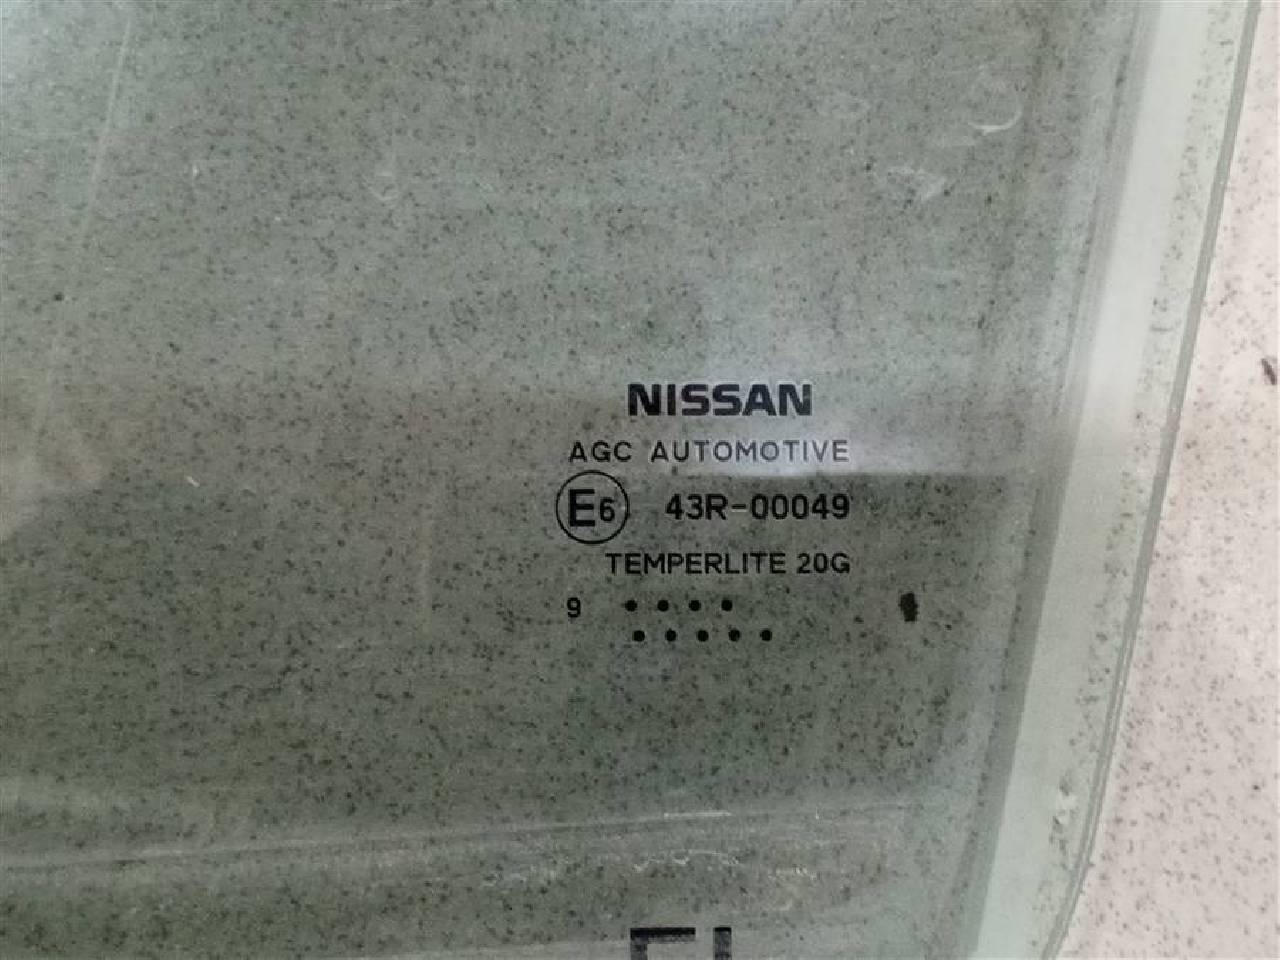 NISSAN
AGC AUTOMOTIVE
E6 43R-00049
TEMPERLITE 20G
9 • • • •
• • • • •